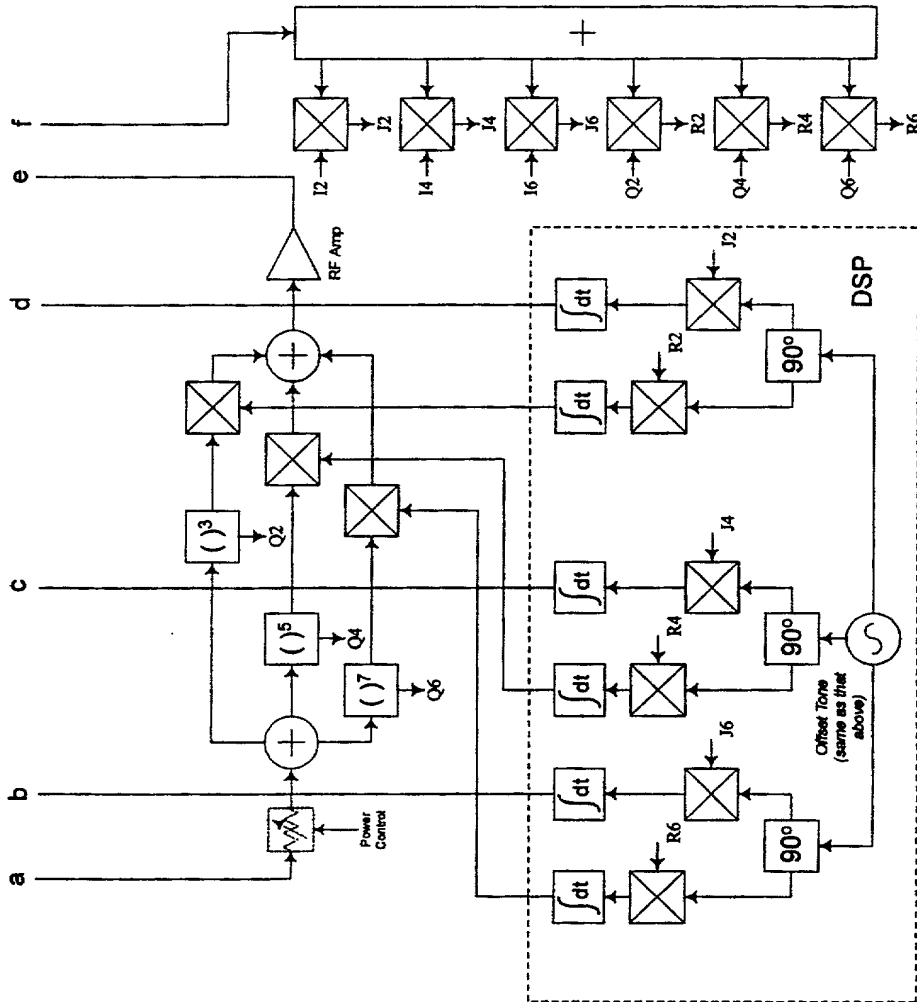 a
b
c
d
e
f
Power
Control
+
( )³
Q2
( )⁵
Q4
( )⁷
Q6
+
RF Amp
+
I2
J2
I4
J4
I6
J6
Q2
R2
Q4
R4
Q6
R6
∫dt
∫dt
∫dt
∫dt
∫dt
∫dt
R6
J6
R4
J4
R2
J2
90°
90°
90°
Offset Tone
(same as that
above)
DSP